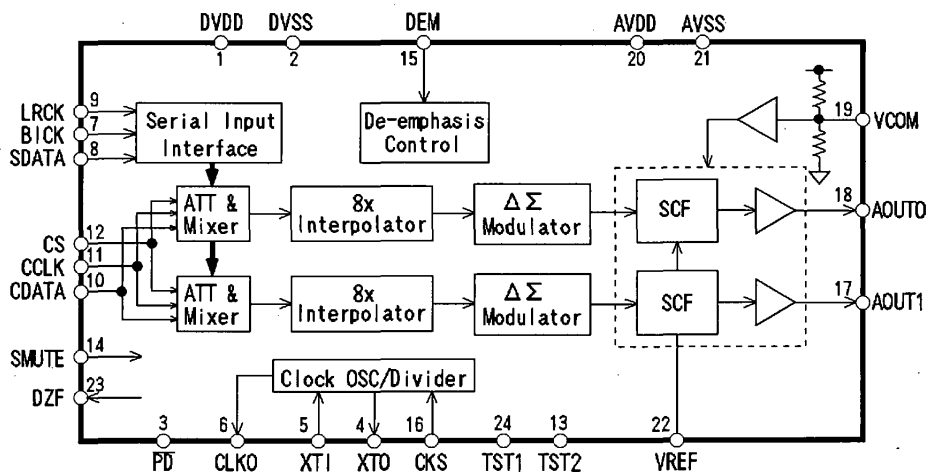 DVDD DVSS DEM AVDD AVSS
1 2 15 20 21
LRCK 9
BICK 7
SDATA 8
Serial Input
Interface
De-emphasis
Control
19 VCOM
ATT &
Mixer
8x
Interpolator
ΔΣ
Modulator
SCF
18 AOUT0
CS 12
CCLK 11
CDATA 10
ATT &
Mixer
8x
Interpolator
ΔΣ
Modulator
SCF
17 AOUT1
SMUTE 14
DZF 23
Clock OSC/Divider
3 6 5 4 16 24 13 22
PD CLKO XTI XTO CKS TST1 TST2 VREF